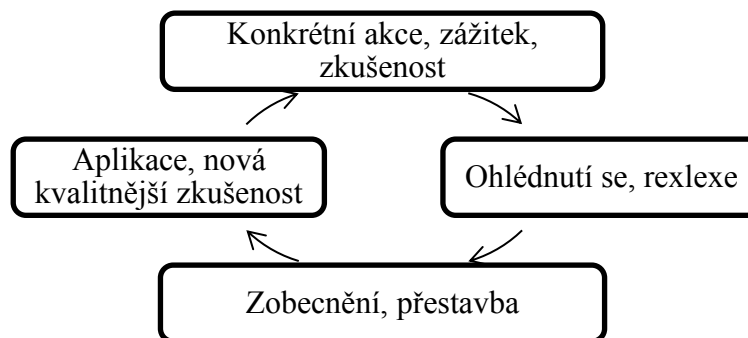 Konkrétní akce, zážitek,
zkušenost
Aplikace, nová
kvalitnější zkušenost
Ohlédnutí se, rexlexe
Zobecnění, přestavba